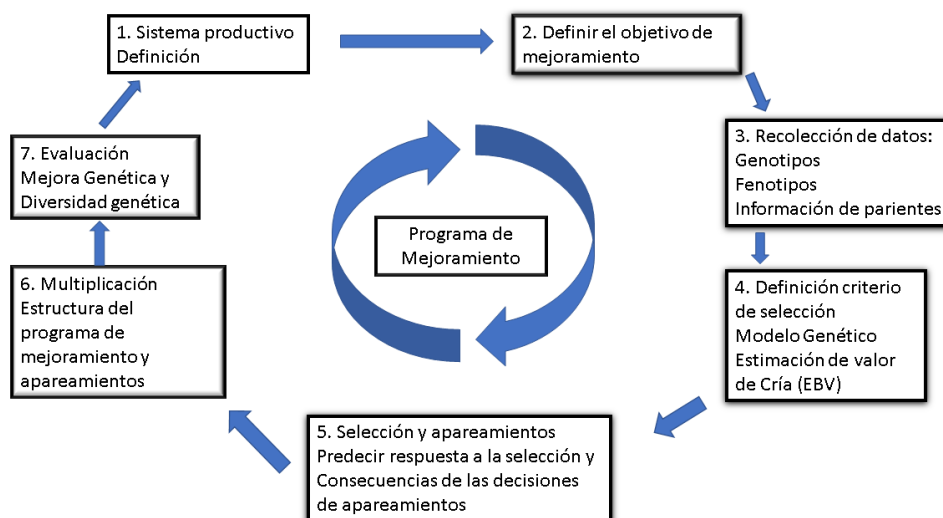 1. Sistema productivo
Definición
2. Definir el objetivo de
mejoramiento
3. Recolección de datos:
Genotipos
Fenotipos
Información de parientes
4. Definición criterio
de selección
Modelo Genético
Estimación de valor
de Cría (EBV)
5. Selección y apareamientos
Predecir respuesta a la selección y
Consecuencias de las decisiones
de apareamientos
6. Multiplicación
Estructura del
programa de
mejoramiento y
apareamientos
7. Evaluación
Mejora Genética y
Diversidad genética
Programa de
Mejoramiento